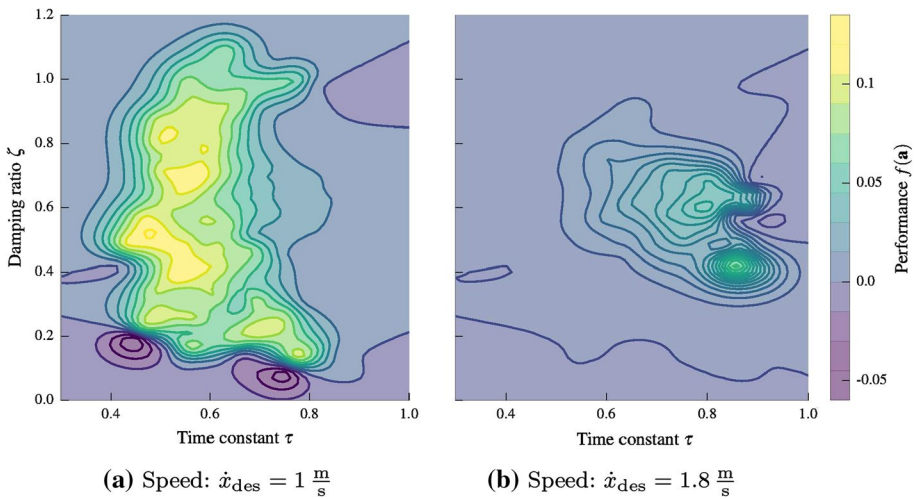 1.2
1.0
0.8
0.6
0.4
0.2
0.0
Damping ratio ζ
0.4 0.6 0.8 1.0
Time constant τ
0.4 0.6 0.8 1.0
Time constant τ
0.1
0.05
0.0
-0.05
Performance f(a)
(a) Speed: ẋ_des = 1 m/s
(b) Speed: ẋ_des = 1.8 m/s